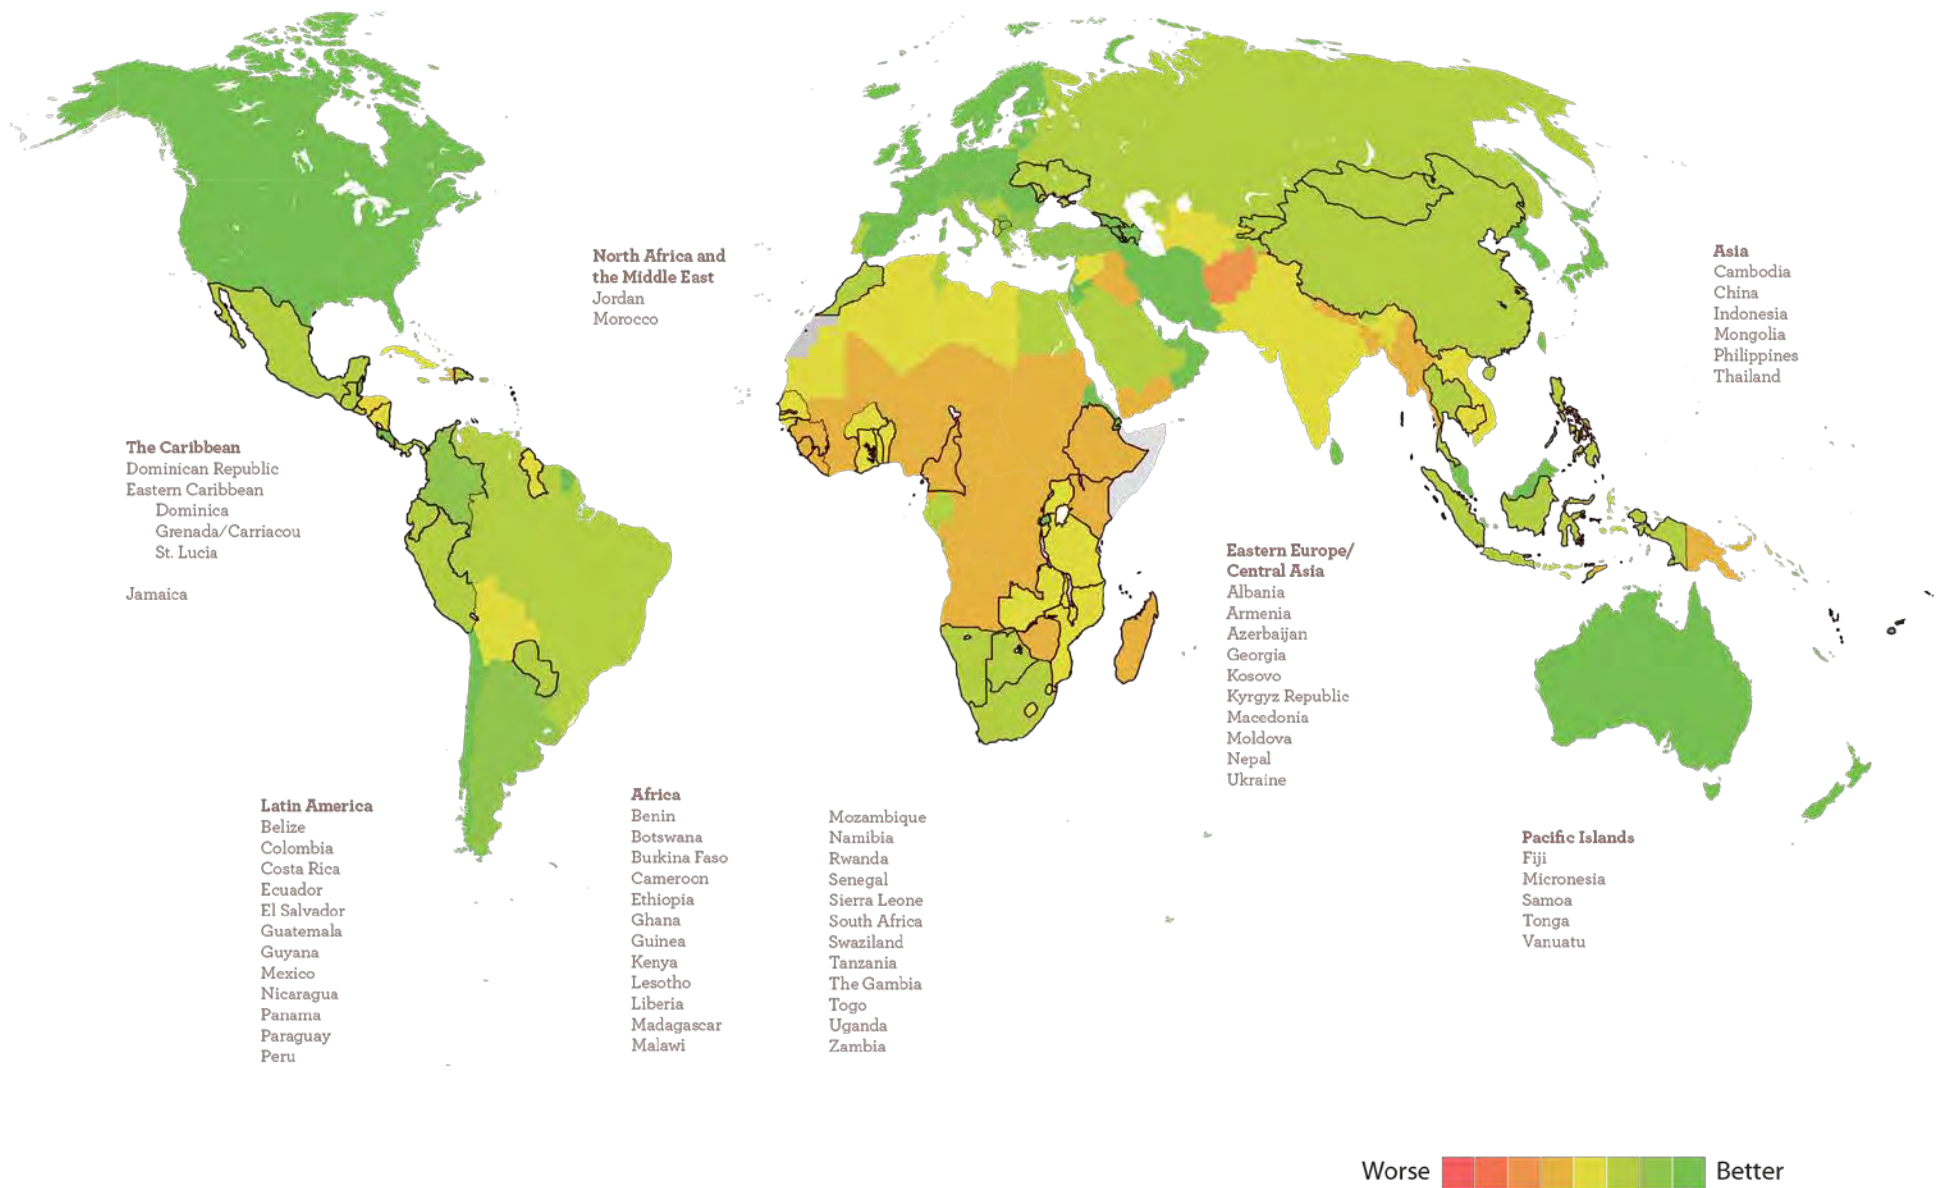 North Africa and
the Middle East
Jordan
Morocco
Asia
Cambodia
China
Indonesia
Mongolia
Philippines
Thailand
The Caribbean
Dominican Republic
Eastern Caribbean
Dominica
Grenada/Carriacou
St. Lucia
Jamaica
Eastern Europe/
Central Asia
Albania
Armenia
Azerbaijan
Georgia
Kosovo
Kyrgyz Republic
Macedonia
Moldova
Nepal
Ukraine
Latin America
Belize
Colombia
Costa Rica
Ecuador
El Salvador
Guatemala
Guyana
Mexico
Nicaragua
Panama
Paraguay
Peru
Africa
Benin
Botswana
Burkina Faso
Cameroon
Ethiopia
Ghana
Guinea
Kenya
Lesotho
Liberia
Madagascar
Malawi
Mozambique
Namibia
Rwanda
Senegal
Sierra Leone
South Africa
Swaziland
Tanzania
The Gambia
Togo
Uganda
Zambia
Pacific Islands
Fiji
Micronesia
Samoa
Tonga
Vanuatu
Worse Better